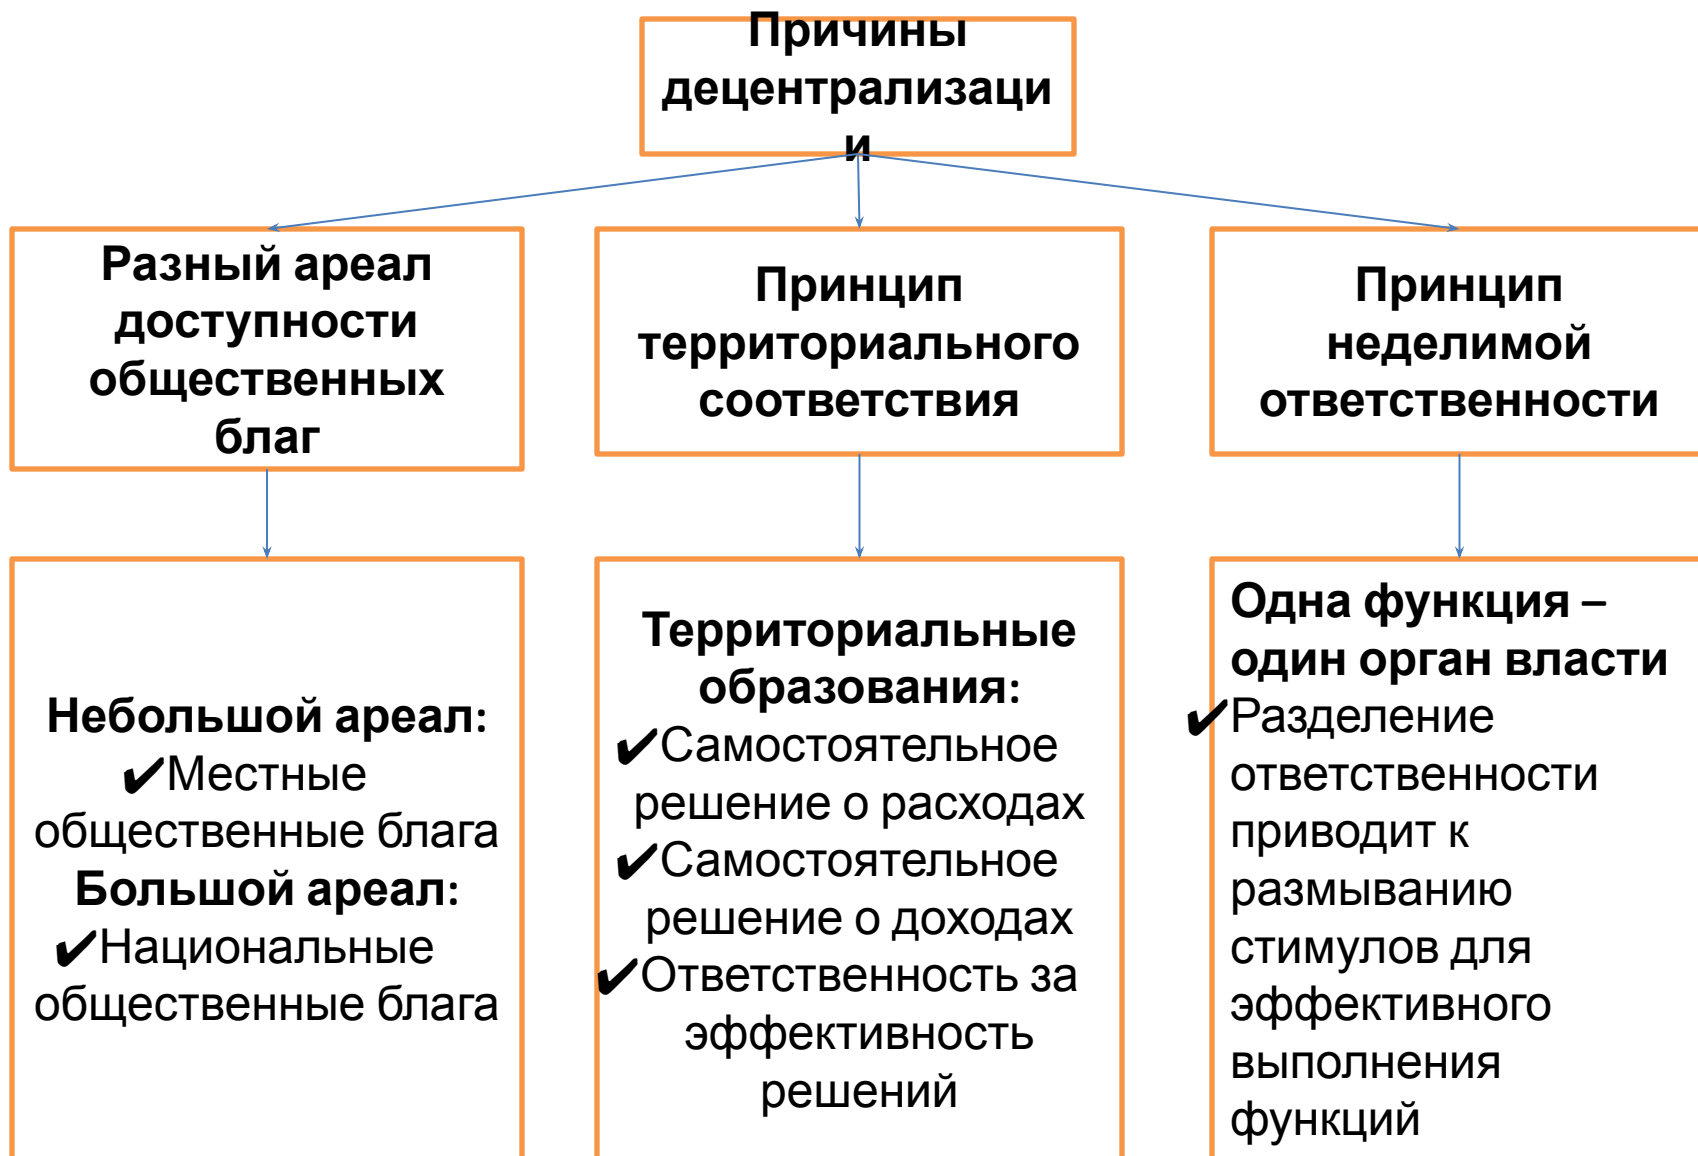 Причины
децентрализаци
и
Разный ареал
доступности
общественных
благ
Принцип
территориального
соответствия
Принцип
неделимой
ответственности
Небольшой ареал:
✔Местные
общественные блага
Большой ареал:
✔Национальные
общественные блага
Территориальные
образования:
✔Самостоятельное
решение о расходах
✔Самостоятельное
решение о доходах
✔Ответственность за
эффективность
решений
Одна функция –
один орган власти
✔Разделение
ответственности
приводит к
размыванию
стимулов для
эффективного
выполнения
функций